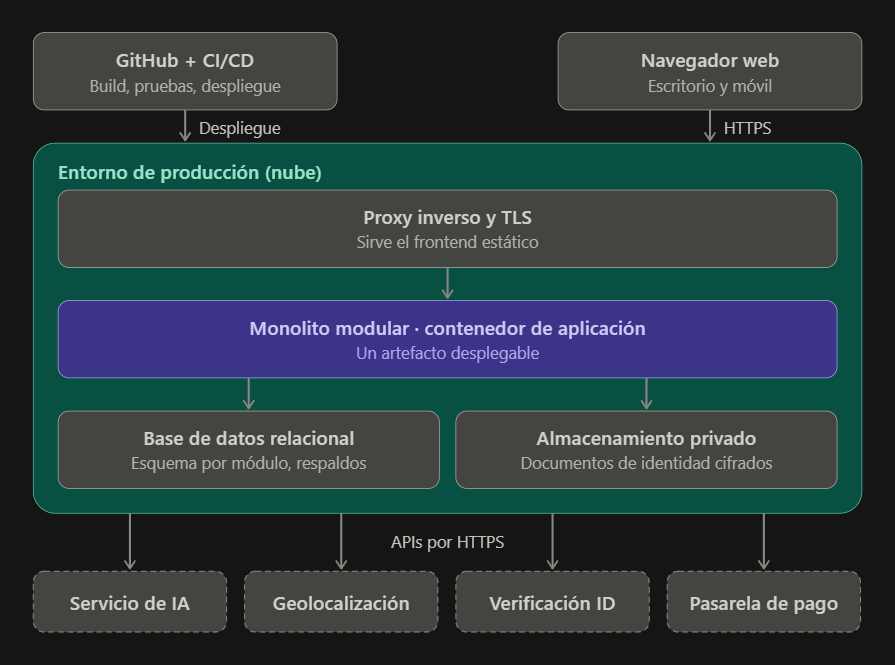 GitHub + CI/CD
Build, pruebas, despliegue
Navegador web
Escritorio y móvil
Despliegue
HTTPS
Entorno de producción (nube)
Proxy inverso y TLS
Sirve el frontend estático
Monolito modular · contenedor de aplicación
Un artefacto desplegable
Base de datos relacional
Esquema por módulo, respaldos
Almacenamiento privado
Documentos de identidad cifrados
APIs por HTTPS
Servicio de IA
Geolocalización
Verificación ID
Pasarela de pago